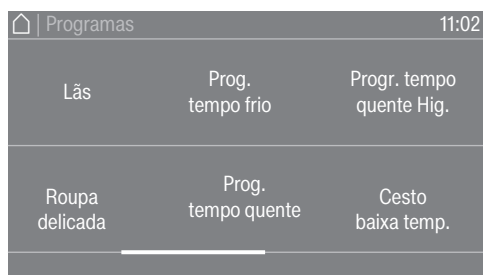 | Programas 11:02
Lãs
Prog.
tempo frio
Progr. tempo
quente Hig.
Roupa
delicada
Prog.
tempo quente
Cesto
baixa temp.